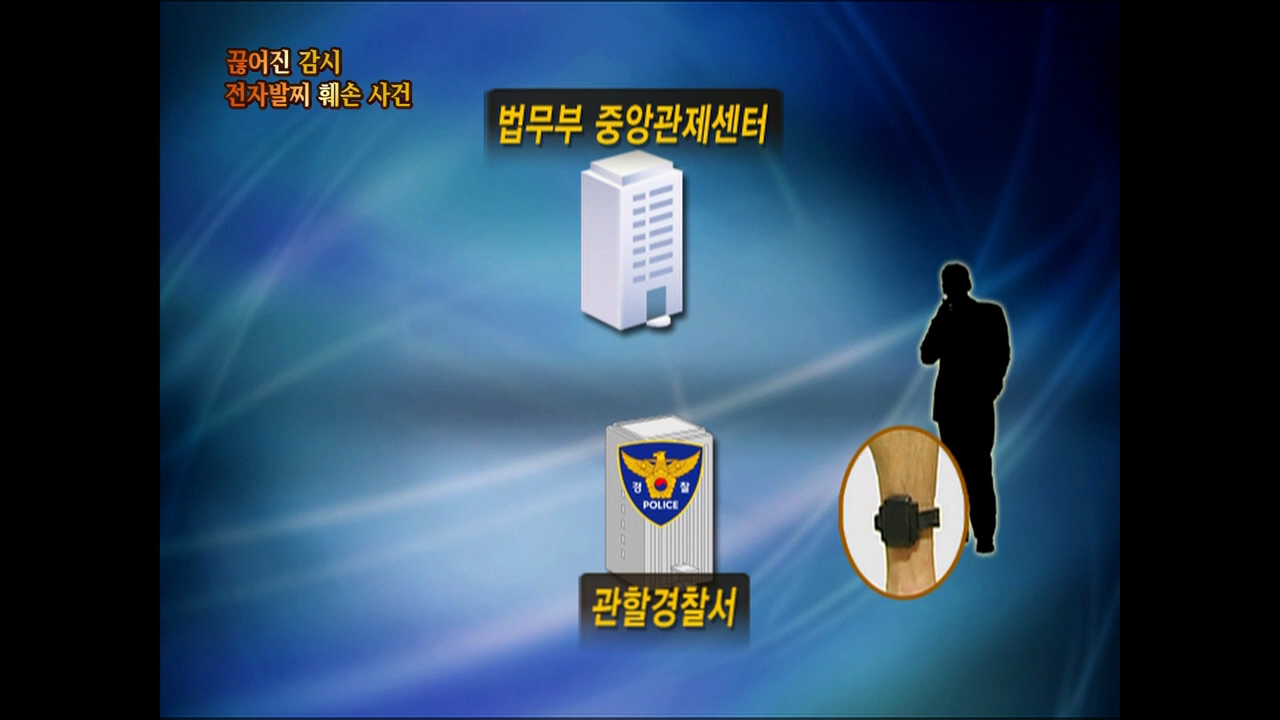 끊어진 감시
전자발찌 훼손 사건
법무부 중앙관제센터
경 찰
POLICE
관할경찰서